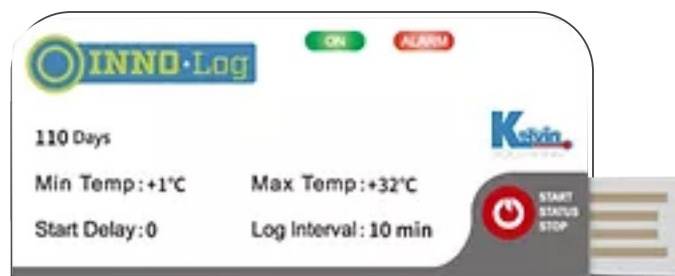 ON
ALARM
INNO·Log
110 Days
Kelvin
Min Temp:+1°C
Max Temp:+32°C
START
STATUS
STOP
Start Delay:0
Log Interval: 10 min